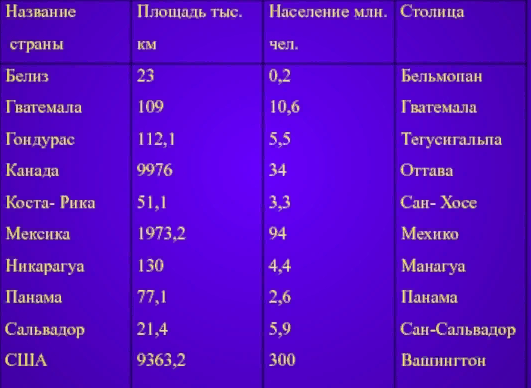 Название Площадь тыс. Население млн. Столица
страны км чел.
Белиз 23 0,2 Бельмопан
Гватемала 109 10,6 Гватемала
Гондурас 112,1 5,5 Тегусигальпа
Канада 9976 34 Оттава
Коста- Рика 51,1 3,3 Сан- Хосе
Мексика 1973,2 94 Мехико
Никарагуа 130 4,4 Манагуа
Панама 77,1 2,6 Панама
Сальвадор 21,4 5,9 Сан-Сальвадор
США 9363,2 300 Вашингтон